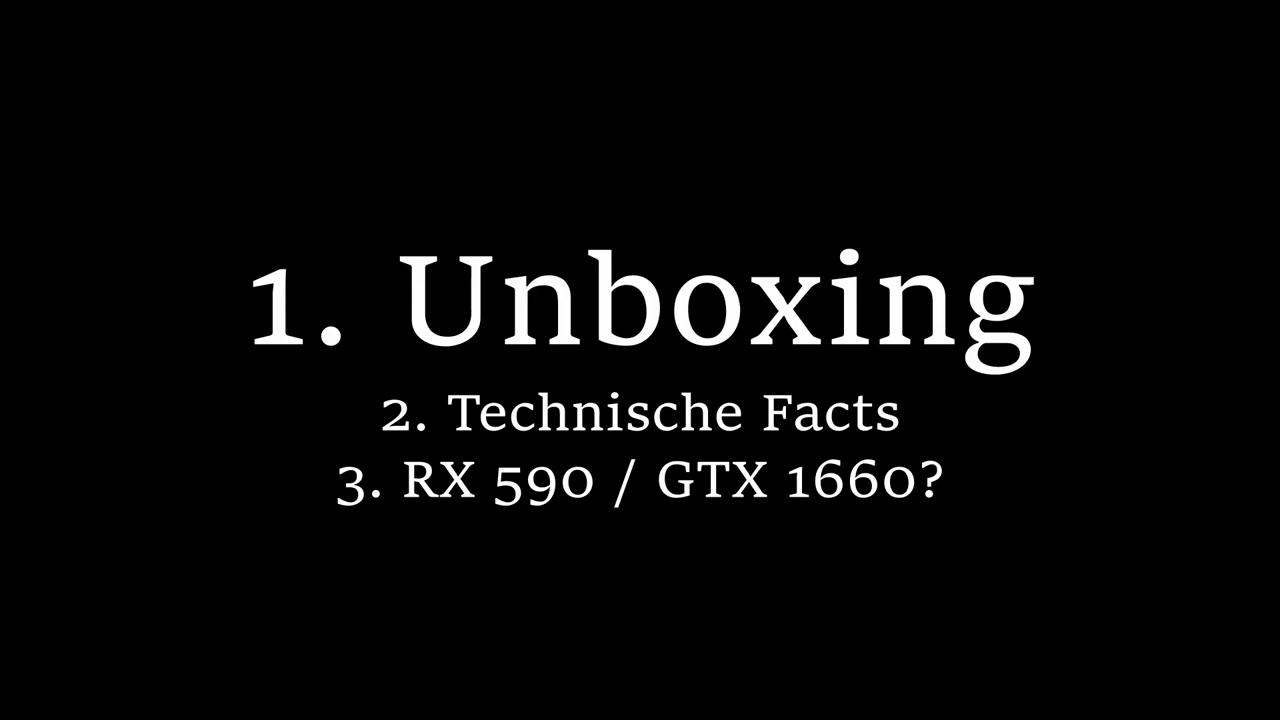 1. Unboxing
2. Technische Facts
3. RX 590 / GTX 1660?